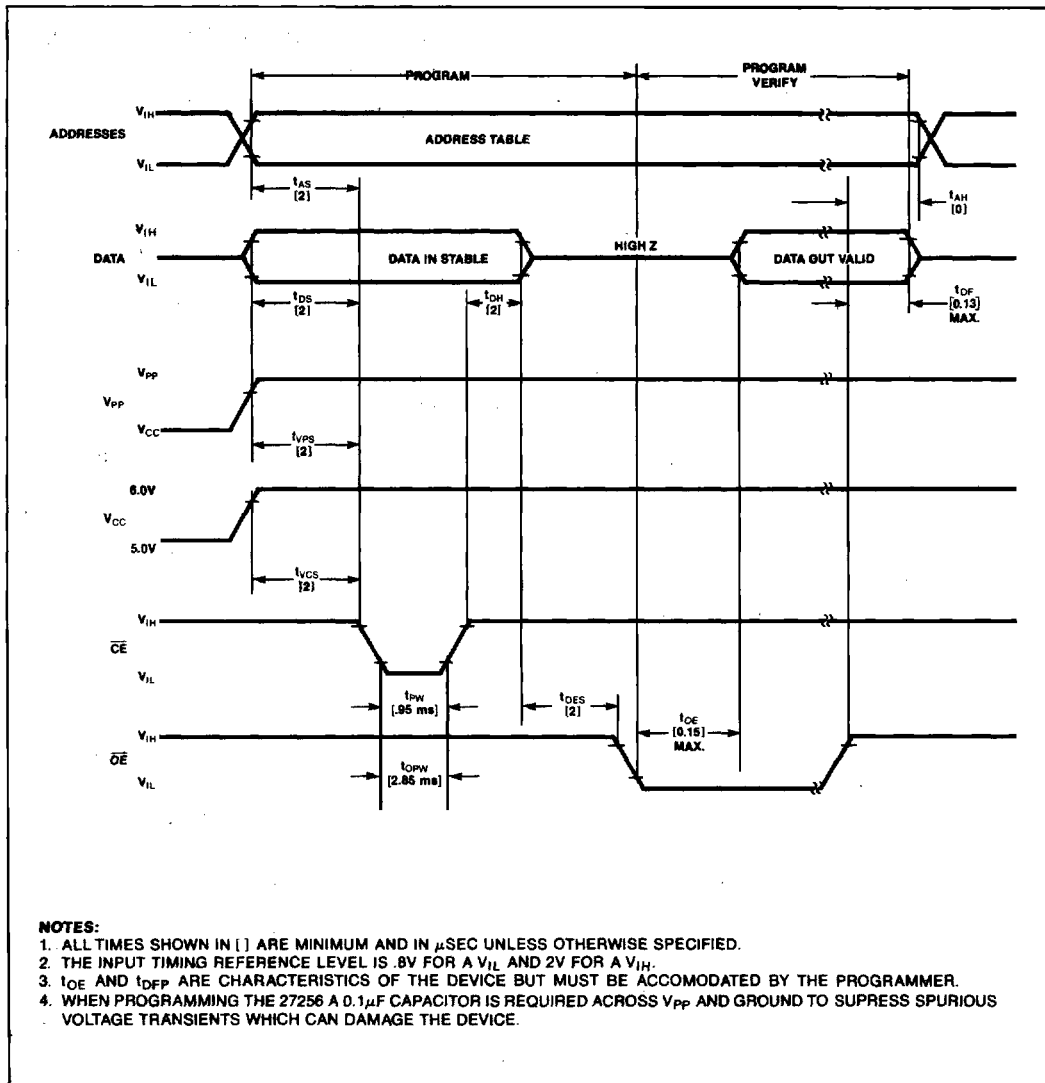 PROGRAM
PROGRAM
VERIFY
ADDRESSES
VIH
VIL
ADDRESS TABLE
tAS
[2]
tAH
[0]
DATA
VIH
VIL
DATA IN STABLE
HIGH Z
DATA OUT VALID
tDS
[2]
tDH
[2]
tDF
[0.13]
MAX.
VPP
VPP
VCC
tVPS
[2]
6.0V
VCC
5.0V
tVCS
[2]
VIH
CE
VIL
tPW
[.95 ms]
tOES
[2]
tOE
[0.15]
MAX.
VIH
OE
VIL
tOPW
[2.85 ms]
NOTES:
1. ALL TIMES SHOWN IN [ ] ARE MINIMUM AND IN μSEC UNLESS OTHERWISE SPECIFIED.
2. THE INPUT TIMING REFERENCE LEVEL IS .8V FOR A VIL AND 2V FOR A VIH.
3. tOE AND tDFP ARE CHARACTERISTICS OF THE DEVICE BUT MUST BE ACCOMODATED BY THE PROGRAMMER.
4. WHEN PROGRAMMING THE 27256 A 0.1μF CAPACITOR IS REQUIRED ACROSS VPP AND GROUND TO SUPRESS SPURIOUS
VOLTAGE TRANSIENTS WHICH CAN DAMAGE THE DEVICE.